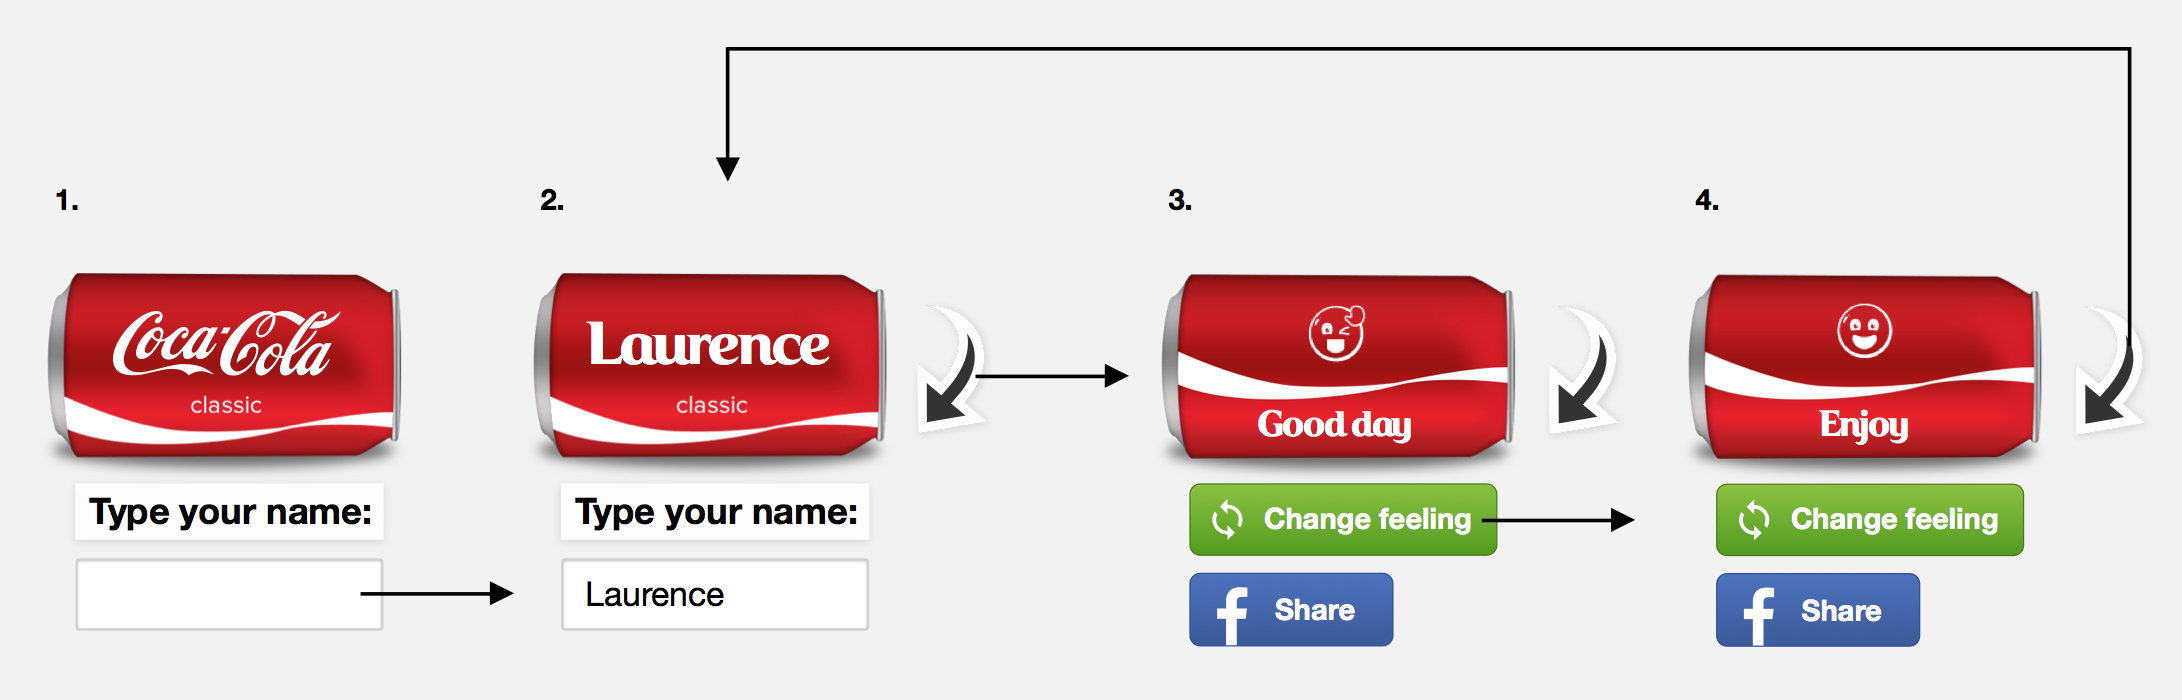 1.
Coca-Cola
classic
Type your name:
2.
Laurence
classic
Type your name:
Laurence
3.
Good day
Change feeling
f Share
4.
Enjoy
Change feeling
f Share